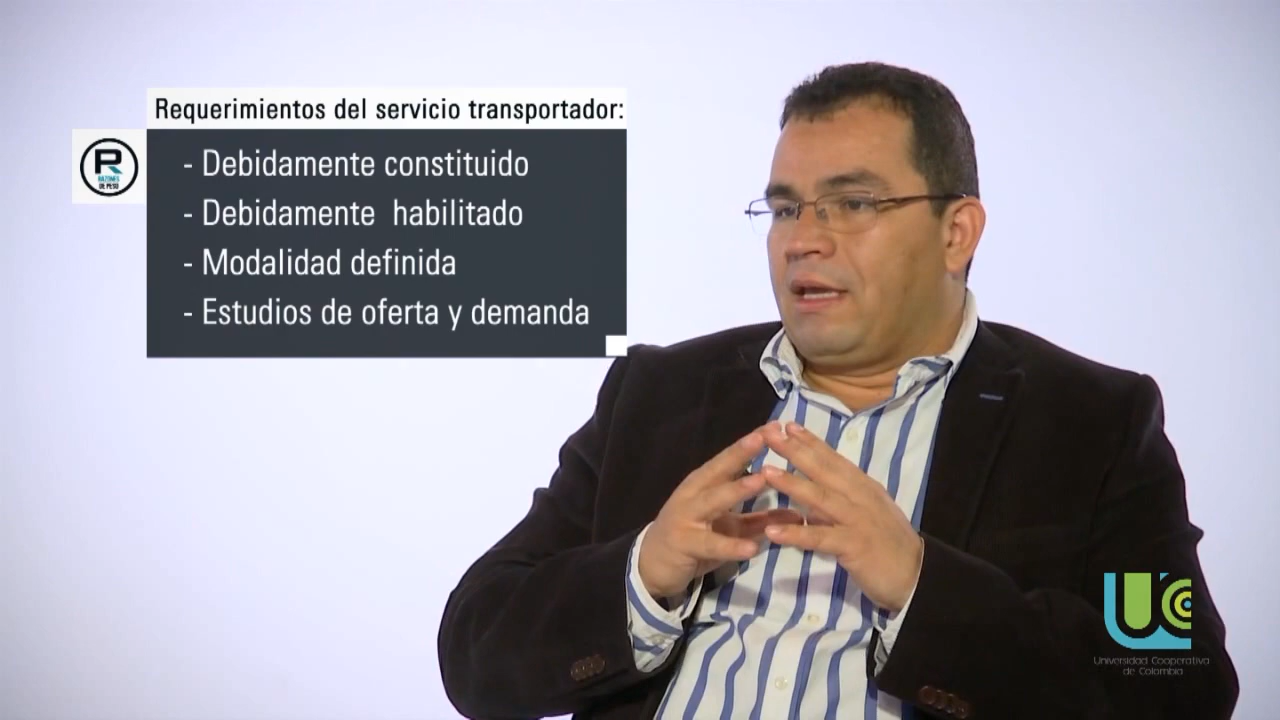 Requerimientos del servicio transportador:
R
RAZONES
DE PESO
- Debidamente constituido
- Debidamente habilitado
- Modalidad definida
- Estudios de oferta y demanda
UCC
Universidad Cooperativa
de Colombia